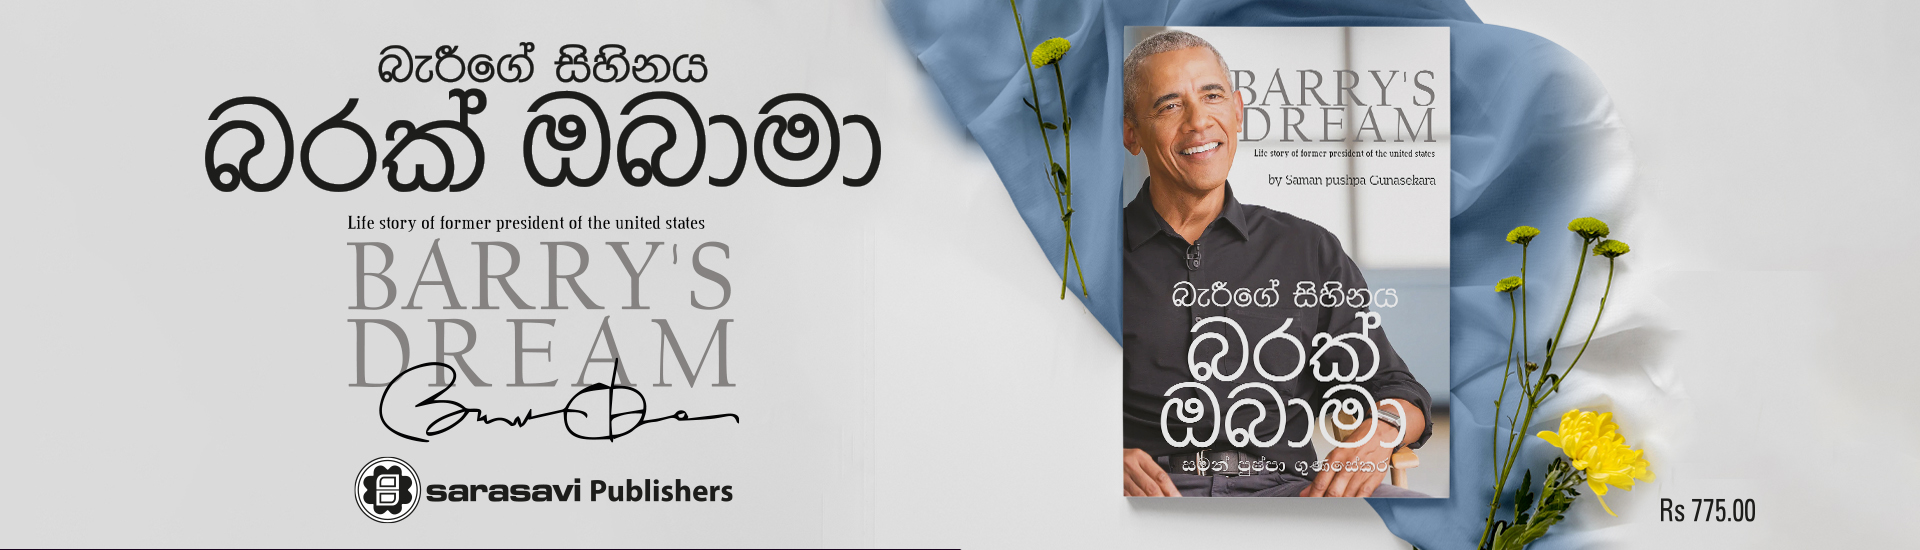 බැරීගේ සිහිනය
බරක් ඔබාමා
Life story of former president of the united states
BARRY'S
DREAM
sarasavi Publishers
BARRY'S
DREAM
Life story of former president of the united states
by Saman pushpa Gunasekara
බැරීගේ සිහිනය
බරක්
ඔබාමා
සමන් පුෂ්පා ගුණසේකර
Rs 775.00